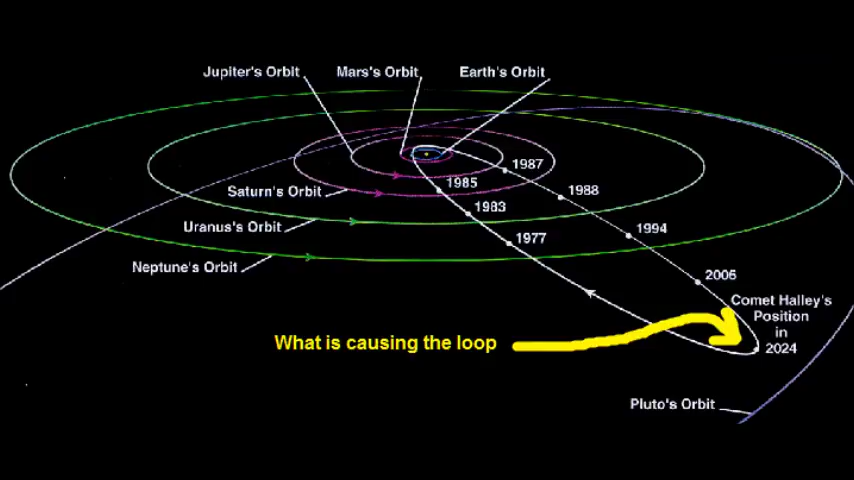 Jupiter's Orbit
Mars's Orbit
Earth's Orbit
1987
1985
Saturn's Orbit
1988
1983
Uranus's Orbit
1994
1977
Neptune's Orbit
2005
Comet Halley's
Position
in
2024
What is causing the loop
Pluto's Orbit